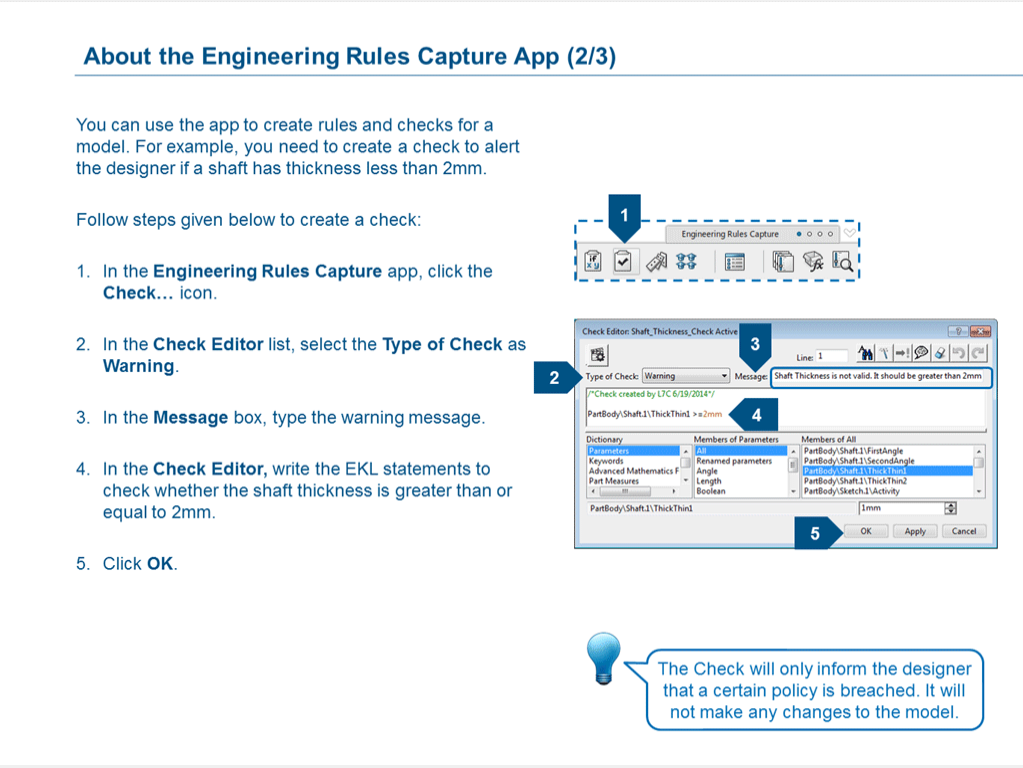 About the Engineering Rules Capture App (2/3)
You can use the app to create rules and checks for a
model. For example, you need to create a check to alert
the designer if a shaft has thickness less than 2mm.
Follow steps given below to create a check:
1. In the Engineering Rules Capture app, click the
Check… icon.
2. In the Check Editor list, select the Type of Check as
Warning.
3. In the Message box, type the warning message.
4. In the Check Editor, write the EKL statements to
check whether the shaft thickness is greater than or
equal to 2mm.
5. Click OK.
1
Engineering Rules Capture
Check Editor: Shaft_Thickness_Check Active
3
Line: 1
2
Type of Check: Warning Message: Shaft Thickness is not valid. It should be greater than 2mm
/*Check created by L7C 6/19/2014*/
PartBody\Shaft.1\ThickThin1 >=2mm
4
Dictionary Members of Parameters Members of All
Parameters All PartBody\Shaft.1\FirstAngle
Keywords Renamed parameters PartBody\Shaft.1\SecondAngle
Advanced Mathematics F Angle PartBody\Shaft.1\ThickThin1
Part Measures Length PartBody\Shaft.1\ThickThin2
Boolean PartBody\Sketch.1\Activity
PartBody\Shaft.1\ThickThin1 1mm
5
OK Apply Cancel
The Check will only inform the designer
that a certain policy is breached. It will
not make any changes to the model.